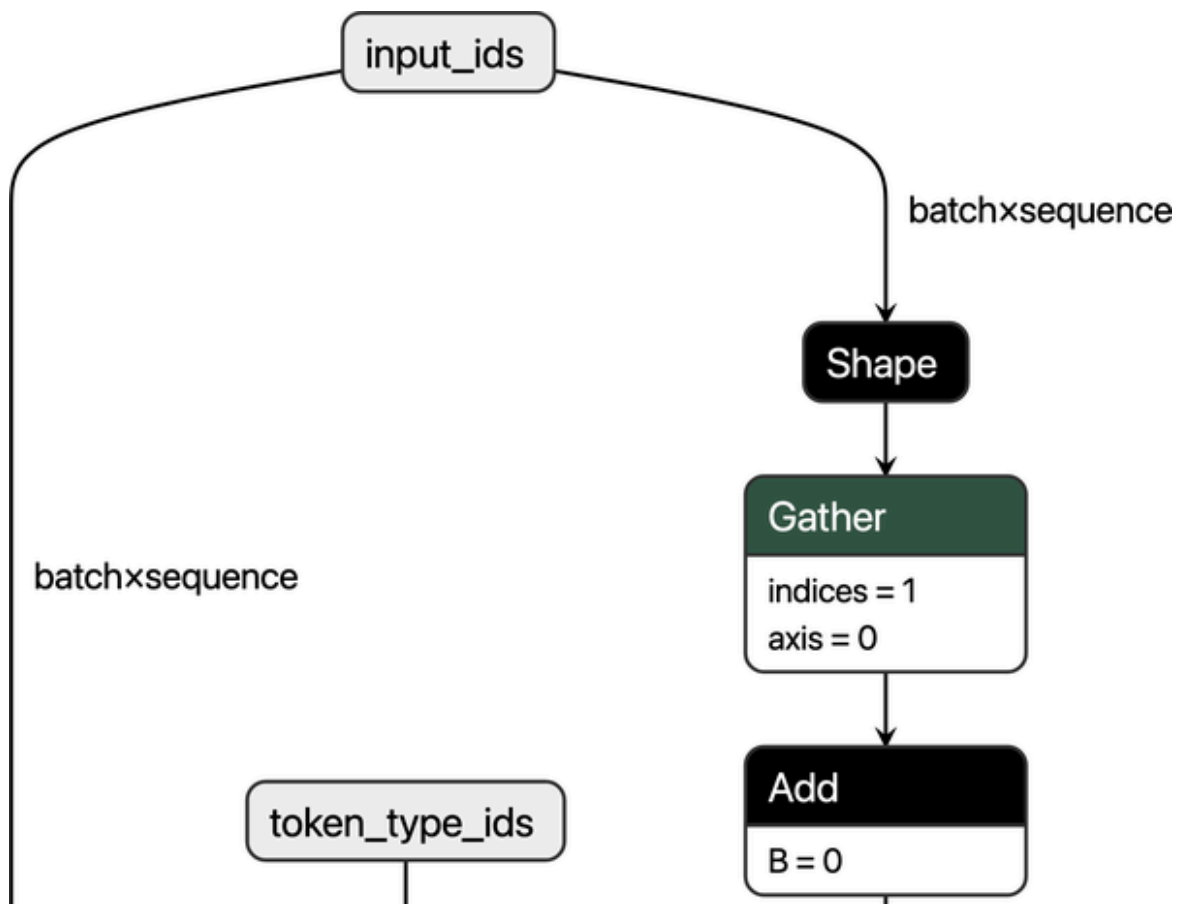 input_ids
batch×sequence
Shape
Gather
batch×sequence
indices = 1
axis = 0
Add
token_type_ids
B = 0